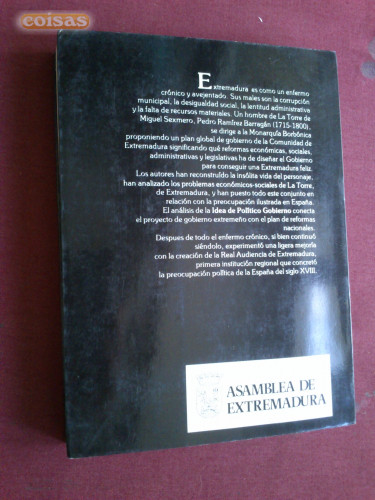 coisas
Extremadura es como un enfermo
crónico y avejentado. Sus males son la corrupción
municipal, la desigualdad social, la lentitud administrativa
y la falta de recursos materiales. Un hombre de La Torre de
Miguel Sexmero, Pedro Ramírez Barragán (1715-1800),
se dirige a la Monarquía Borbónica
proponiendo un plan global de gobierno de la Comunidad de
Extremadura significando qué reformas económicas, sociales,
administrativas y legislativas ha de diseñar el Gobierno
para conseguir una Extremadura feliz.
Los autores han reconstruído la insólita vida del personaje,
han analizado los problemas económicos-sociales de La Torre,
de Extremadura, y han puesto todo este conjunto en
relación con la preocupación ilustrada en España.
El análisis de la Idea de Político Gobierno conecta
el proyecto de gobierno extremeño con el plan de reformas
nacionales.
Despues de todo el enfermo crónico, si bien continuó
siéndolo, experimentó una ligera mejoría
con la creación de la Real Audiencia de Extremadura,
primera institución regional que concretó
la preocupación política de la España del siglo XVIII.
ASAMBLEA DE
EXTREMADURA